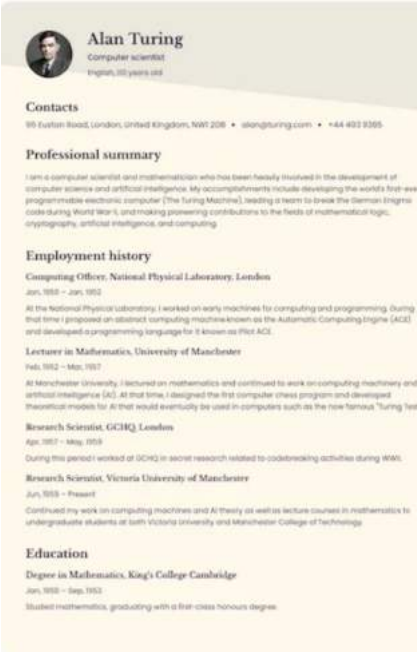 Alan Turing
Computer scientist
English, years old
Contacts
Euston Road, London, United Kingdom, NW1 • alan@turing.com • +44 493
Professional summary
I am a computer scientist and mathematician who has been heavily involved in the development of
computer science and artificial intelligence. My accomplishments include developing the world's
programmable electronic computer (The Turing Machine), leading a team to break the German Enigma
code during World War II, and making pioneering contributions to the fields of mathematical logic,
cryptography, artificial intelligence, and computing.
Employment history
Computing Officer, National Physical Laboratory, London
Jan, – Jan, 1952
At the National Physical Laboratory, I worked on early machines for computing and programming. During
that time I proposed an abstract computing machine known as the Automatic Computing Engine (ACE)
and developed a programming language for it known as Pilot ACE.
Lecturer in Mathematics, University of Manchester
Feb, 1952 – Mar, 1957
At Manchester University, I lectured on mathematics and continued to work on computing machinery and
artificial intelligence (AI). At that time, I designed the first computer chess program and developed
theoretical models for AI that would eventually be used in computers such as the now famous "Turing
Research Scientist, GCHQ, London
Apr, 1957 – May, 1959
During this period I worked at GCHQ in secret research related to codebreaking activities during WWII.
Research Scientist, Victoria University of Manchester
Jun, 1959 – Present
Continued my work on computing machines and AI theory as well as lecture courses in mathematics to
undergraduate students at both Victoria University and Manchester College of Technology.
Education
Degree in Mathematics, King's College Cambridge
Jan, – Sep,
Studied mathematics, graduating with a first-class honours degree.